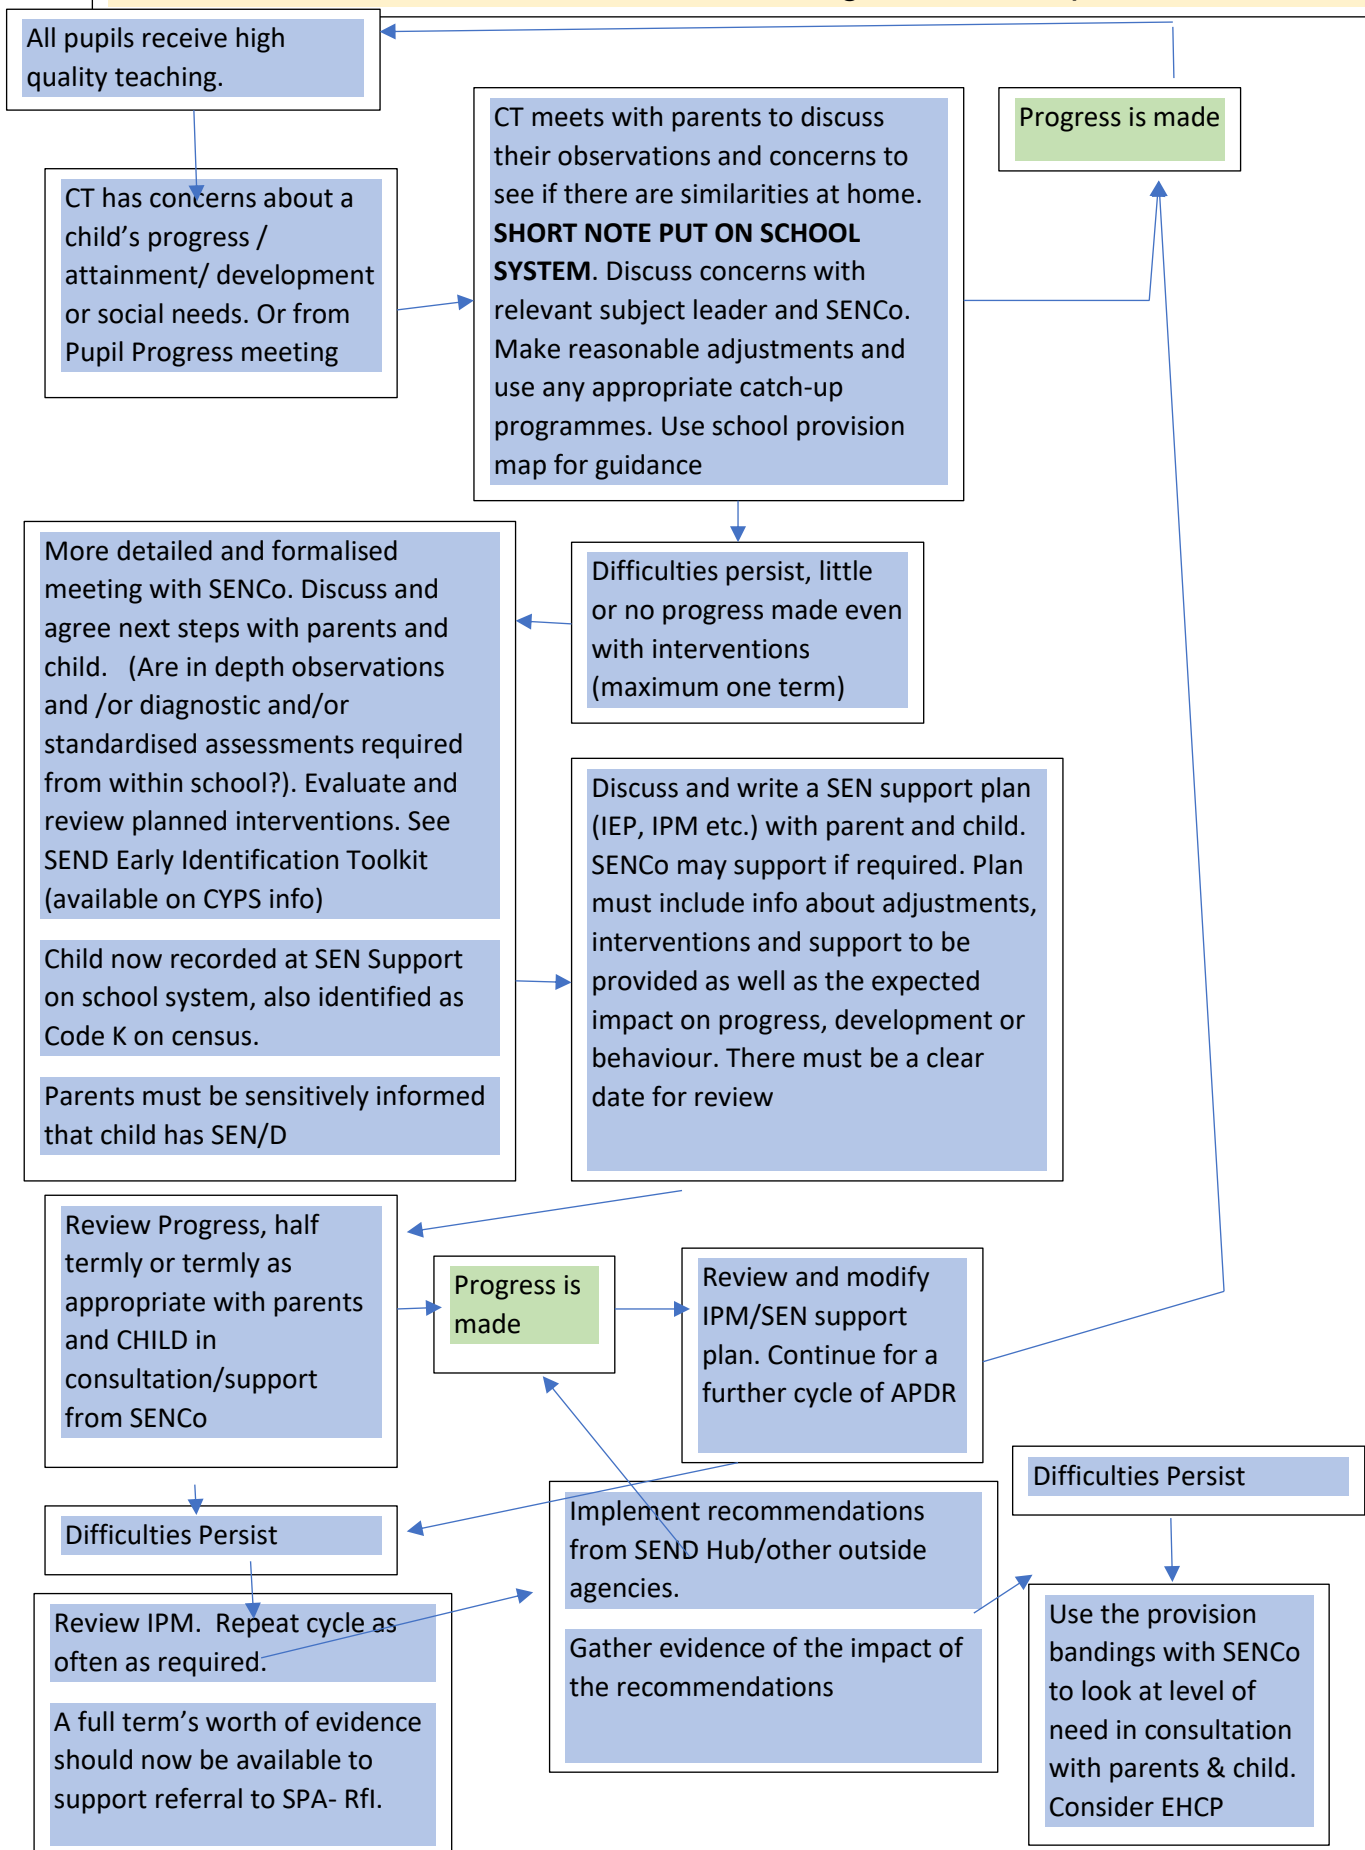 All pupils receive high
quality teaching.
Progress is made
CT meets with parents to discuss
their observations and concerns to
see if there are similarities at home.
SHORT NOTE PUT ON SCHOOL
SYSTEM. Discuss concerns with
relevant subject leader and SENCo.
Make reasonable adjustments and
use any appropriate catch-up
programmes. Use school provision
map for guidance
CT has concerns about a
child's progress /
attainment/ development
or social needs. Or from
Pupil Progress meeting
Difficulties persist, little
or no progress made even
with interventions
(maximum one term)
More detailed and formalised
meeting with SENCo. Discuss and
agree next steps with parents and
child.   (Are in depth observations
and /or diagnostic and/or
standardised assessments required
from within school?). Evaluate and
review planned interventions. See
SEND Early Identification Toolkit
(available on CYPS info)
Child now recorded at SEN Support
on school system, also identified as
Code K on census.
Parents must be sensitively informed
that child has SEN/D
Discuss and write a SEN support plan
(IEP, IPM etc.) with parent and child.
SENCo may support if required. Plan
must include info about adjustments,
interventions and support to be
provided as well as the expected
impact on progress, development or
behaviour. There must be a clear
date for review
Review Progress, half
termly or termly as
appropriate with parents
and CHILD in
consultation/support
from SENCo
Progress is
made
Review and modify
IPM/SEN support
plan. Continue for a
further cycle of APDR
Difficulties Persist
Difficulties Persist
Implement recommendations
from SEND Hub/other outside
agencies.
Gather evidence of the impact of
the recommendations
Review IPM.  Repeat cycle as
often as required.
A full term's worth of evidence
should now be available to
support referral to SPA- RfI.
Use the provision
bandings with SENCo
to look at level of
need in consultation
with parents & child.
Consider EHCP